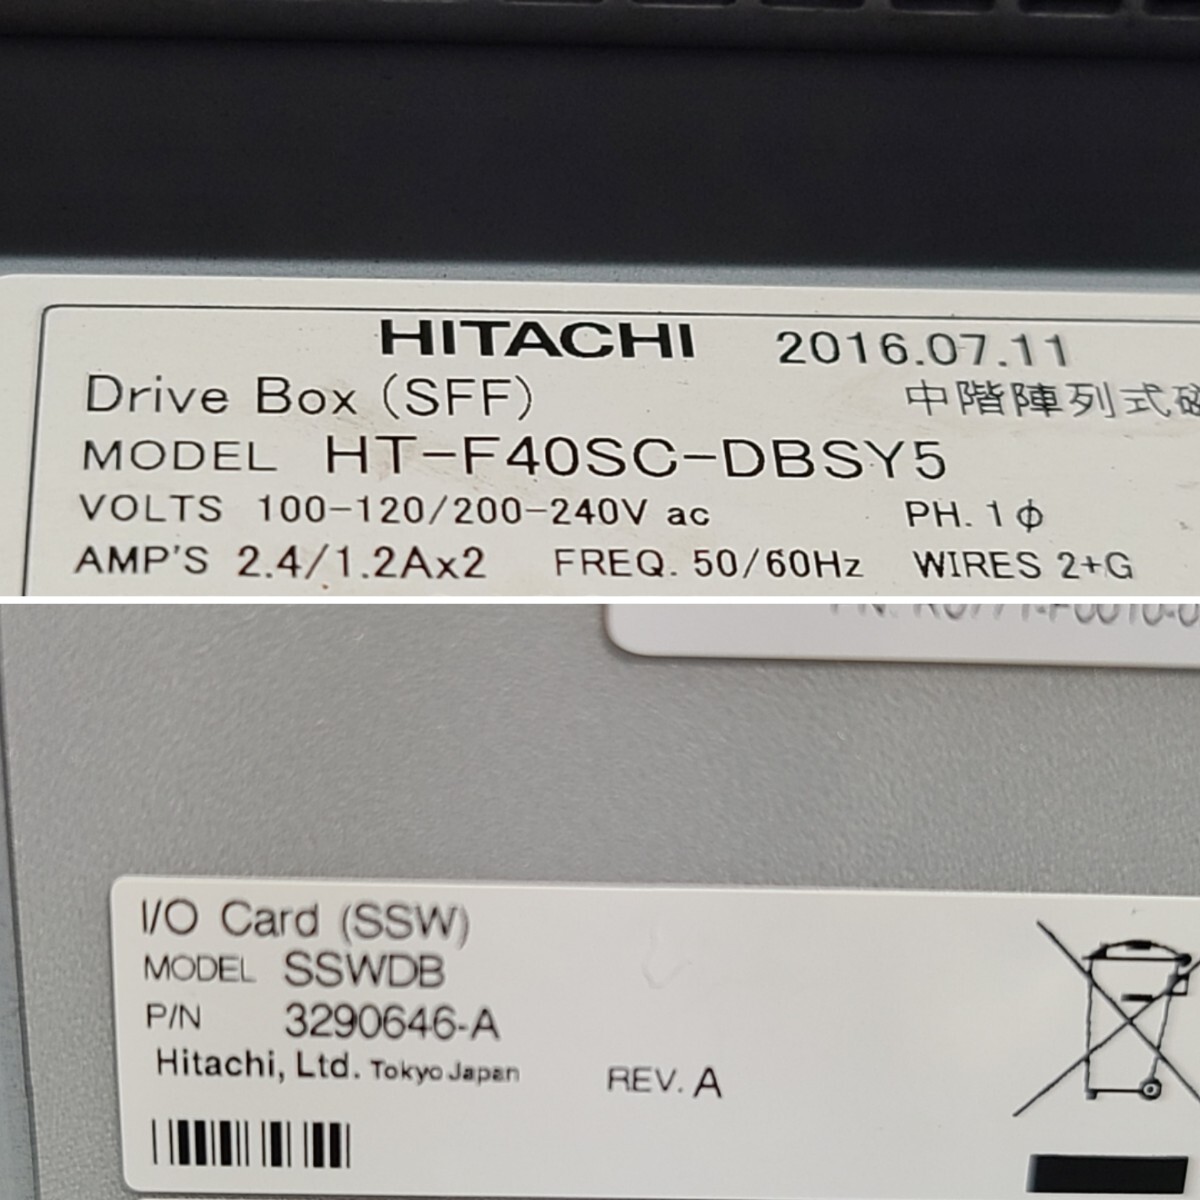 HITACHI 2016.07.11
Drive Box (SFF) 中階陣列式
MODEL HT-F40SC-DBSY5
VOLTS 100-120/200-240V ac PH. 1φ
AMP'S 2.4/1.2Ax2 FREQ. 50/60Hz WIRES 2+G
I/O Card (SSW)
MODEL SSWDB
P/N 3290646-A
Hitachi, Ltd. Tokyo Japan REV. A